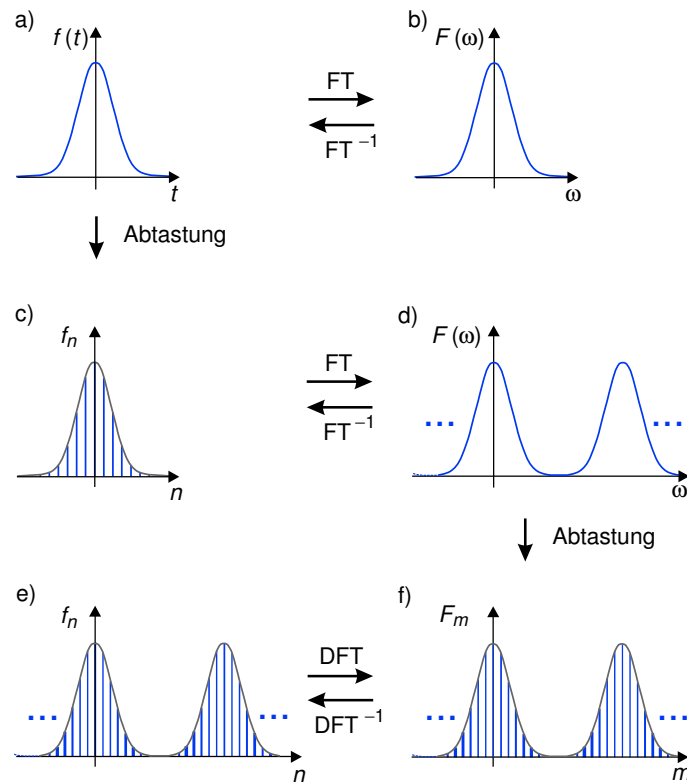 a)
f(t)
t
FT
FT⁻¹
b)
F(ω)
ω
Abtastung
c)
fₙ
n
FT
FT⁻¹
d)
F(ω)
...
...
ω
Abtastung
e)
fₙ
...
...
n
DFT
DFT⁻¹
f)
Fₘ
...
...
m